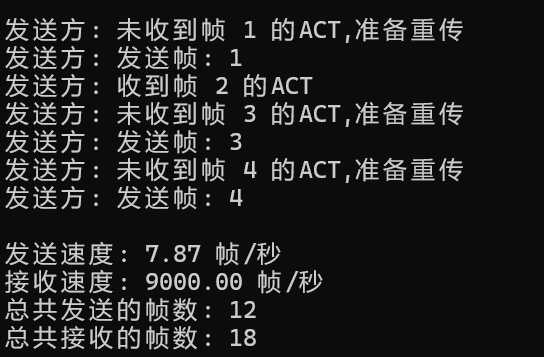 发送方: 未收到帧 1 的ACT,准备重传
发送方: 发送帧: 1
发送方: 收到帧 2 的ACT
发送方: 未收到帧 3 的ACT,准备重传
发送方: 发送帧: 3
发送方: 未收到帧 4 的ACT,准备重传
发送方: 发送帧: 4
发送速度: 7.87 帧/秒
接收速度: 9000.00 帧/秒
总共发送的帧数: 12
总共接收的帧数: 18